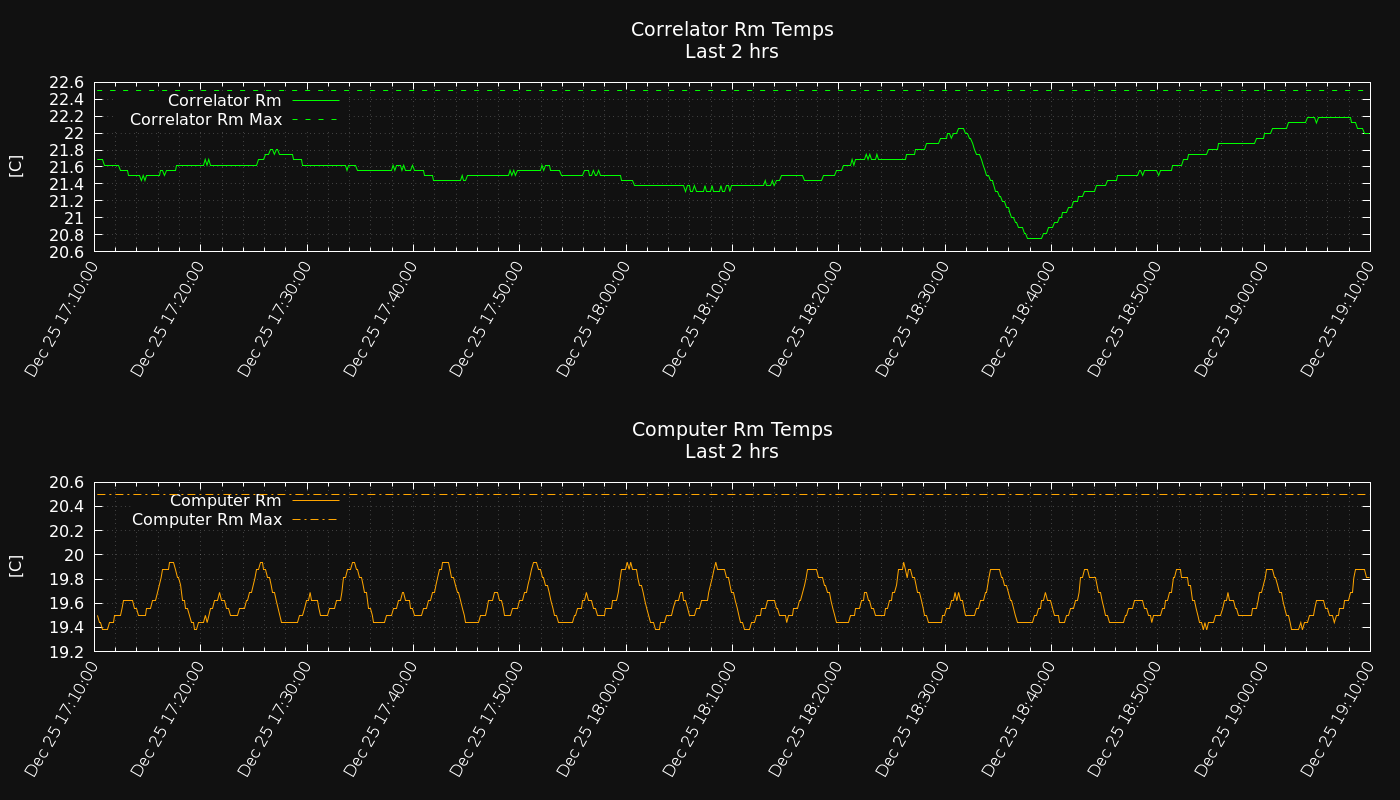 Correlator Rm Temps
Last 2 hrs
22.6
22.4
22.2
22
21.8
21.6
21.4
21.2
21
20.8
20.6
[C]
Correlator Rm
Correlator Rm Max
Dec 25 17:10:00
Dec 25 17:20:00
Dec 25 17:30:00
Dec 25 17:40:00
Dec 25 17:50:00
Dec 25 18:00:00
Dec 25 18:10:00
Dec 25 18:20:00
Dec 25 18:30:00
Dec 25 18:40:00
Dec 25 18:50:00
Dec 25 19:00:00
Dec 25 19:10:00
Computer Rm Temps
Last 2 hrs
20.6
20.4
20.2
20
19.8
19.6
19.4
19.2
[C]
Computer Rm
Computer Rm Max
Dec 25 17:10:00
Dec 25 17:20:00
Dec 25 17:30:00
Dec 25 17:40:00
Dec 25 17:50:00
Dec 25 18:00:00
Dec 25 18:10:00
Dec 25 18:20:00
Dec 25 18:30:00
Dec 25 18:40:00
Dec 25 18:50:00
Dec 25 19:00:00
Dec 25 19:10:00